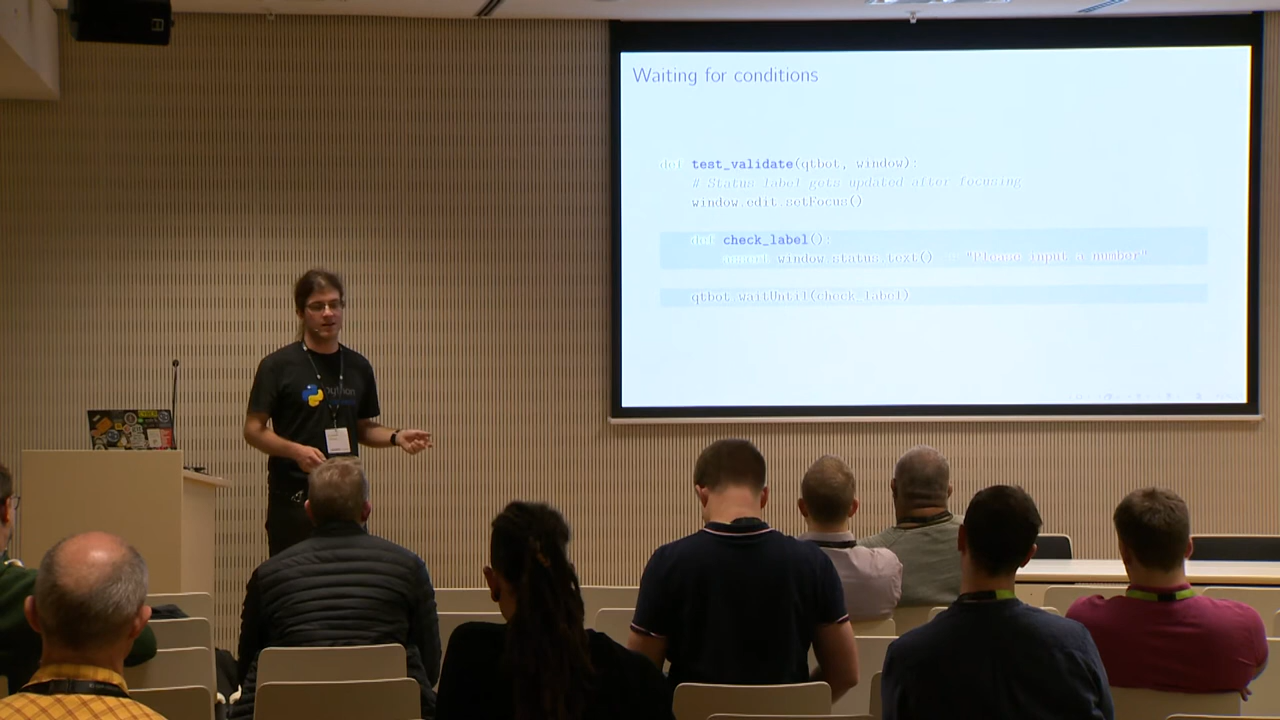 Waiting for conditions
def test_validate(qtbot, window):
# Status label gets updated after focusing
window.edit.setFocus()
def check_label():
assert window.status.text() == "Please input a number"
qtbot.waitUntil(check_label)
python